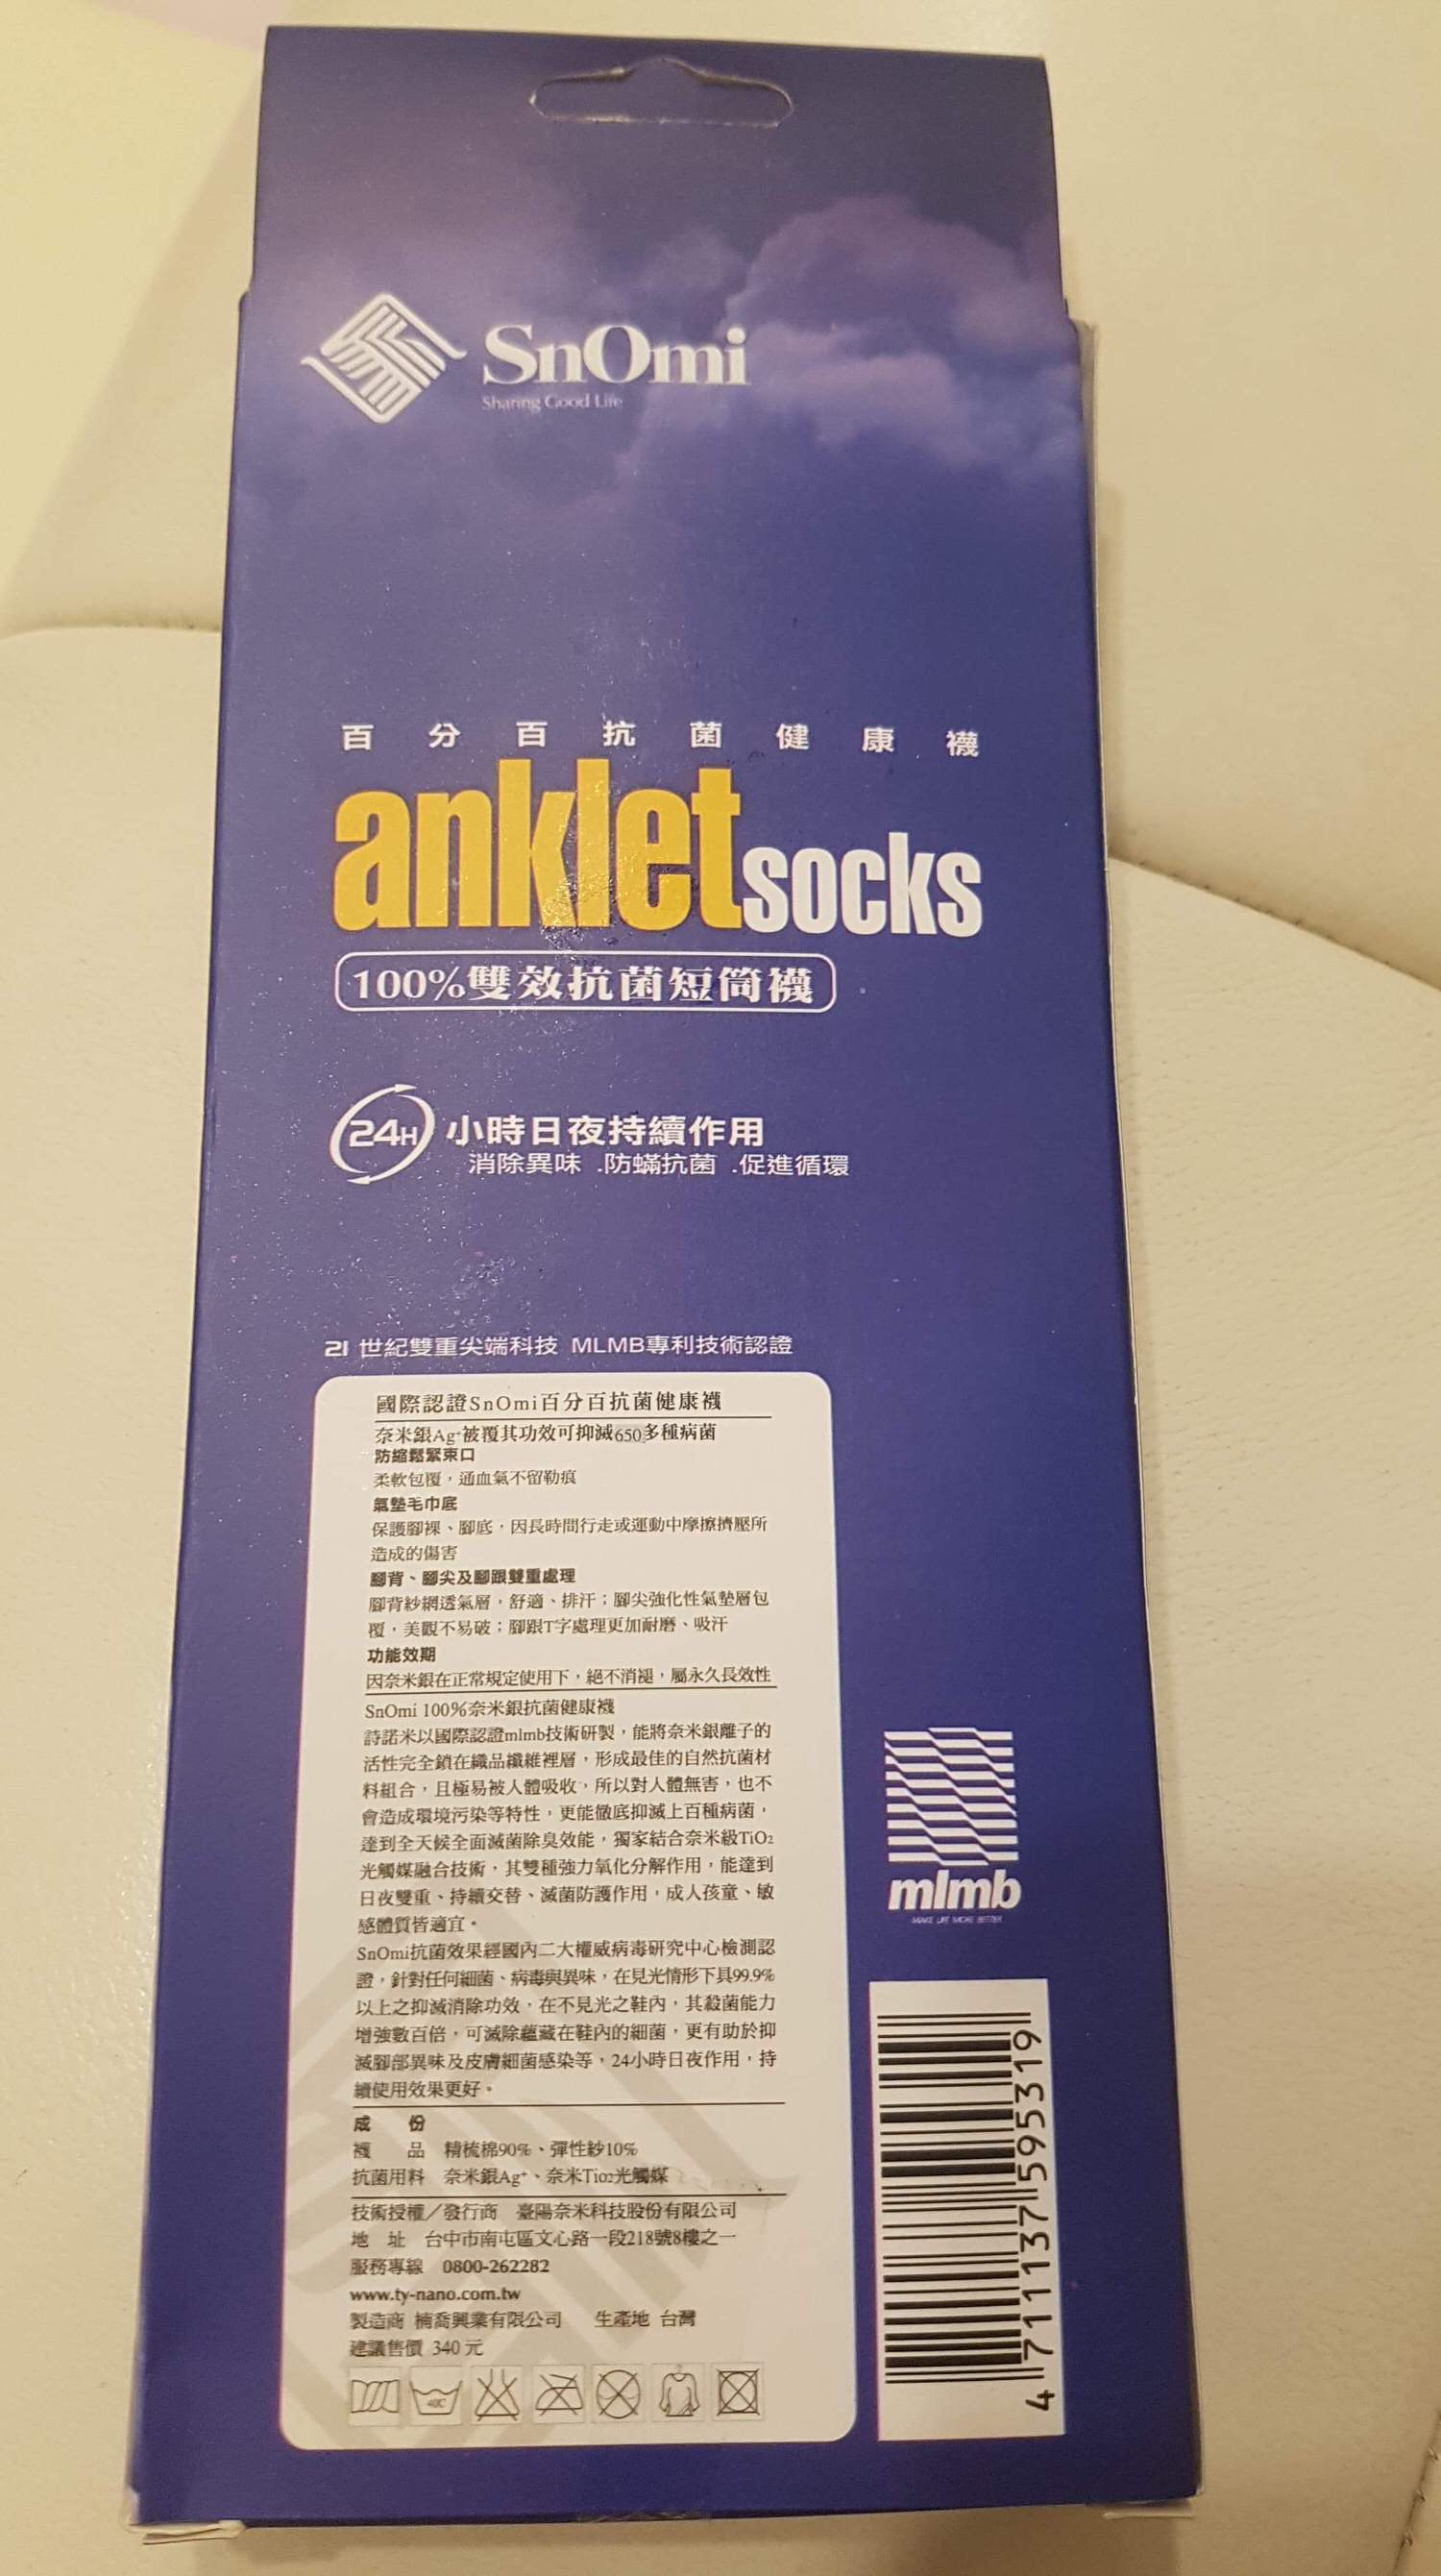 SnOmi
Sharing Good Life
百分百抗菌健康襪
anklet socks
100%雙效抗菌短筒襪
24H 小時日夜持續作用
消除異味 .防蟎抗菌 .促進循環
21 世紀雙重尖端科技 MLMB專利技術認證
國際認證SnOmi百分百抗菌健康襪
奈米銀Ag⁺被覆其功效可抑滅650多種病菌
防縮鬆緊束口
柔軟包覆，通血氣不留勒痕
氣墊毛巾底
保護腳裸、腳底，因長時間行走或運動中摩擦擠壓所
造成的傷害
腳背、腳尖及腳跟雙重處理
腳背紗網透氣層，舒適、排汗；腳尖強化性氣墊層包
覆，美觀不易破；腳跟T字處理更加耐磨、吸汗
功能效期
因奈米銀在正常規定使用下，絕不消褪，屬永久長效性
SnOmi 100%奈米銀抗菌健康襪
詩諾米以國際認證mlmb技術研製，能將奈米銀離子的
活性完全鎖在織品纖維裡層，形成最佳的自然抗菌材
料組合，且極易被人體吸收，所以對人體無害，也不
會造成環境污染等特性，更能徹底抑滅上百種病菌，
達到全天候全面滅菌除臭效能，獨家結合奈米級TiO₂
光觸媒融合技術，其雙種強力氧化分解作用，能達到
日夜雙重、持續交替、滅菌防護作用，成人孩童、敏
感體質皆適宜。
SnOmi抗菌效果經國內二大權威病毒研究中心檢測認
證，針對任何細菌、病毒與異味，在見光情形下具99.9%
以上之抑滅消除功效，在不見光之鞋內，其殺菌能力
增強數百倍，可滅除蘊藏在鞋內的細菌，更有助於抑
滅腳部異味及皮膚細菌感染等，24小時日夜作用，持
續使用效果更好。
成 份
襪 品 精梳棉90%、彈性紗10%
抗菌用料 奈米銀Ag⁺、奈米Tio₂光觸媒
技術授權／發行商 臺陽奈米科技股份有限公司
地 址 台中市南屯區文心路一段218號8樓之一
服務專線 0800-262282
www.ty-nano.com.tw
製造商 楠喬興業有限公司 生產地 台灣
建議售價 340 元
40C
mlmb
MAKE LIFE MORE BETTER
4 711137 595319